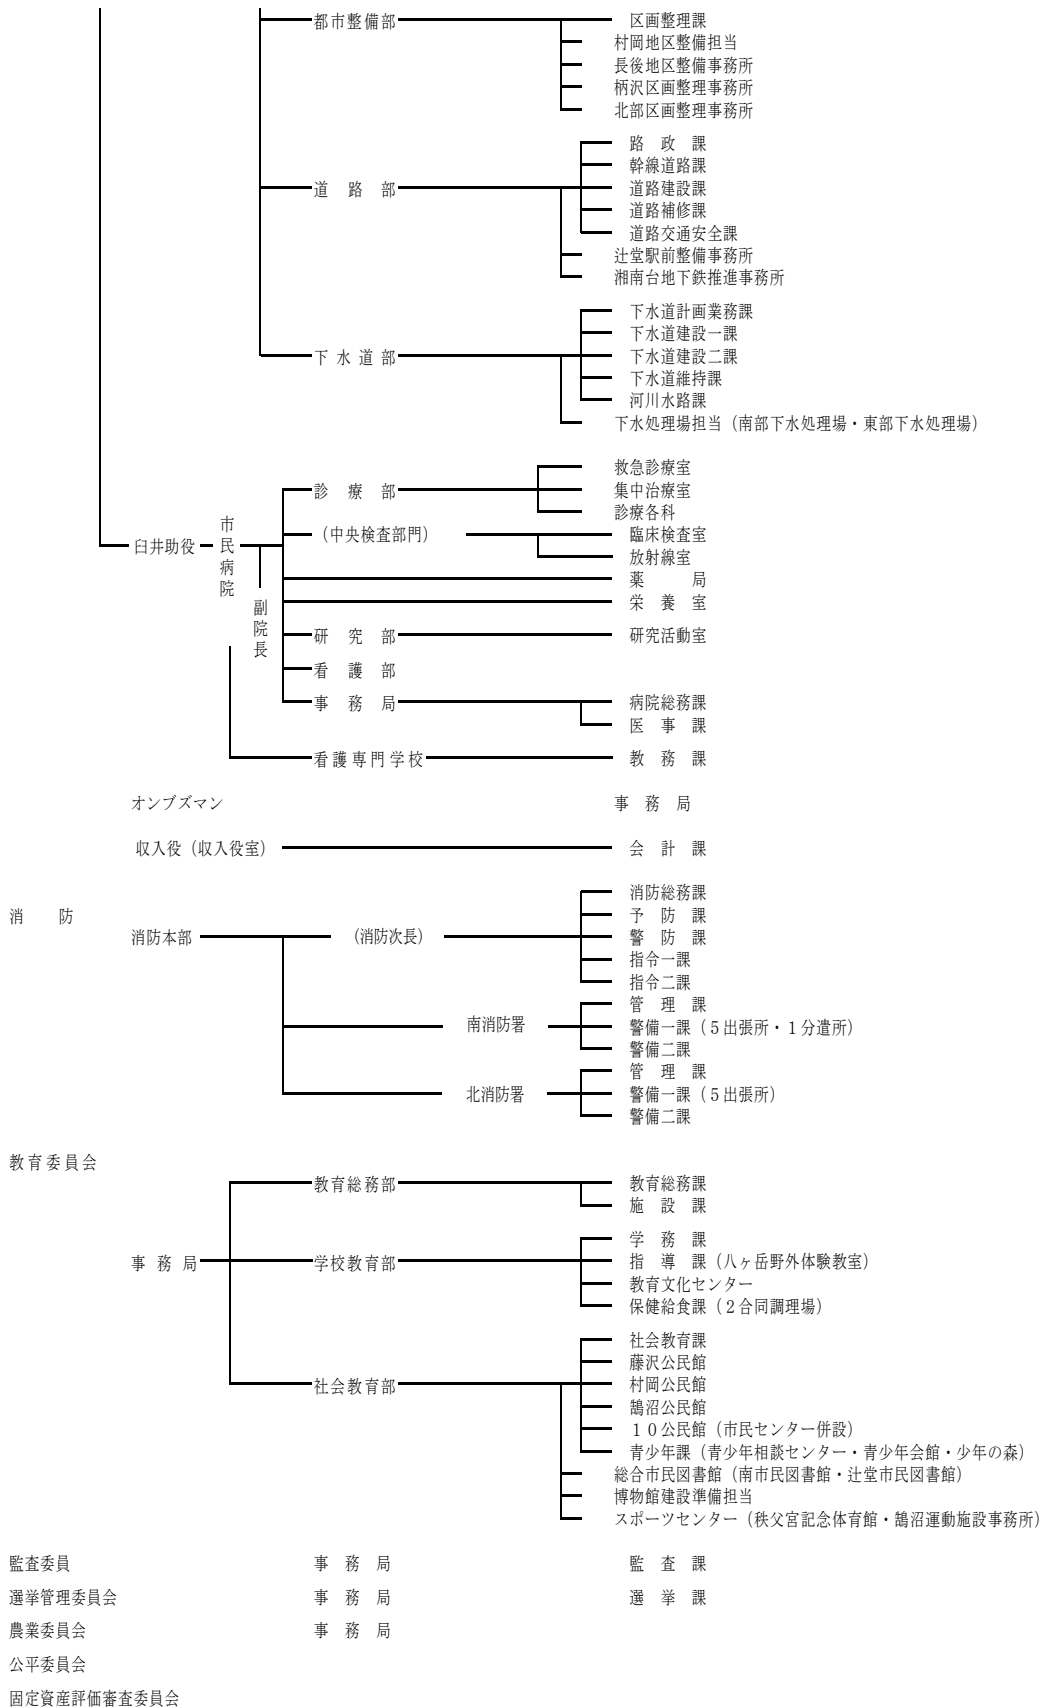 都市整備部 区画整理課
村岡地区整備担当
長後地区整備事務所
柄沢区画整理事務所
北部区画整理事務所
路 政 課
幹線道路課
道 路 部 道路建設課
道路補修課
道路交通安全課
辻堂駅前整備事務所
湘南台地下鉄推進事務所
下水道計画業務課
下水道建設一課
下 水 道 部 下水道建設二課
下水道維持課
河川水路課
下水処理場担当（南部下水処理場・東部下水処理場）
救急診療室
診 療 部 集中治療室
診療各科
（中央検査部門） 臨床検査室
臼井助役 市民病院
放射線室
薬 局
栄 養 室
副院長
研 究 部 研究活動室
看 護 部
事 務 局 病院総務課
医 事 課
看護専門学校 教 務 課
オンブズマン 事 務 局
収入役（収入役室） 会 計 課
消 防
消防総務課
予 防 課
消防本部 （消防次長） 警 防 課
指令一課
指令二課
管 理 課
南消防署 警備一課（５出張所・１分遣所）
警備二課
管 理 課
北消防署 警備一課（５出張所）
警備二課
教育委員会
教育総務部 教育総務課
施 設 課
学 務 課
事 務 局 学校教育部 指 導 課（八ヶ岳野外体験教室）
教育文化センター
保健給食課（２合同調理場）
社会教育課
藤沢公民館
社会教育部 村岡公民館
鵠沼公民館
１０公民館（市民センター併設）
青少年課（青少年相談センター・青少年会館・少年の森）
総合市民図書館（南市民図書館・辻堂市民図書館）
博物館建設準備担当
スポーツセンター（秩父宮記念体育館・鵠沼運動施設事務所）
監査委員 事 務 局 監 査 課
選挙管理委員会 事 務 局 選 挙 課
農業委員会 事 務 局
公平委員会
固定資産評価審査委員会